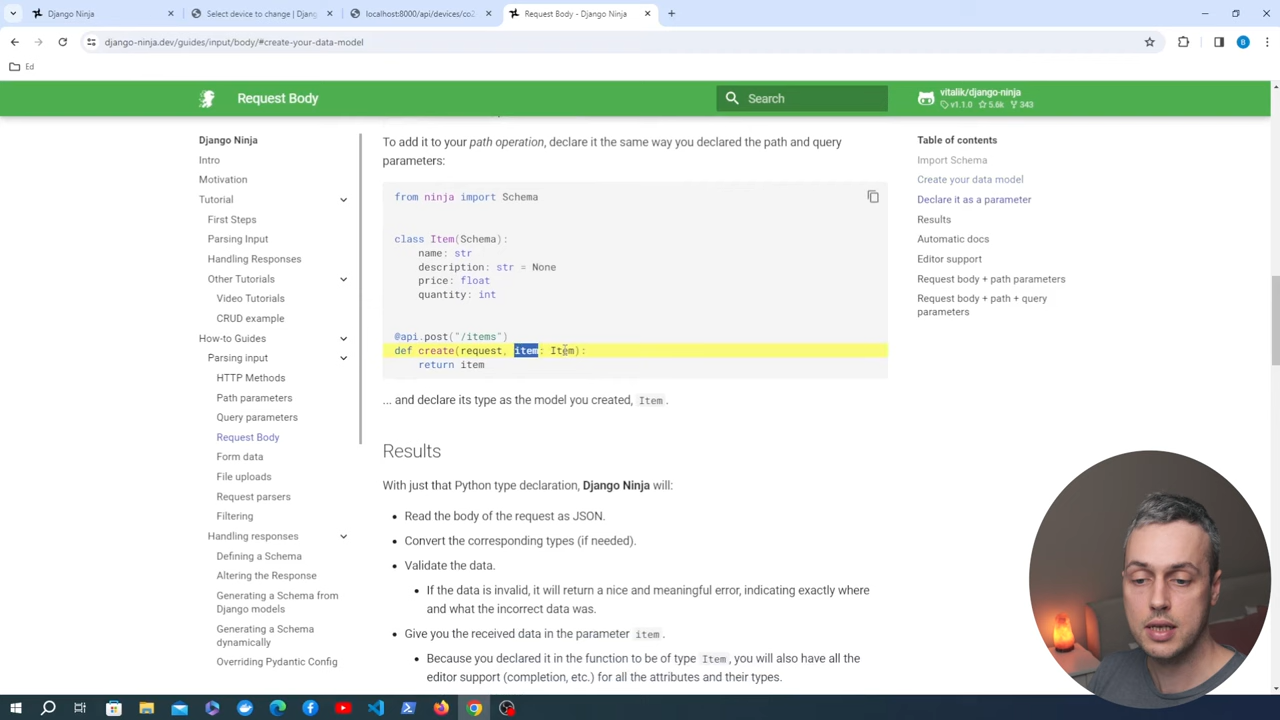 Django Ninja
Select device to change | Djang
localhost:8000/api/devices/co2
Request Body - Django Ninja
django-ninja.dev/guides/input/body/#create-your-data-model
B
Ed
Request Body
Search
vitalik/django-ninja
v1.1.0 5.6k 343
Django Ninja
Intro
Motivation
Tutorial
First Steps
Parsing Input
Handling Responses
Other Tutorials
Video Tutorials
CRUD example
How-to Guides
Parsing input
HTTP Methods
Path parameters
Query parameters
Request Body
Form data
File uploads
Request parsers
Filtering
Handling responses
Defining a Schema
Altering the Response
Generating a Schema from
Django models
Generating a Schema
dynamically
Overriding Pydantic Config
To add it to your path operation, declare it the same way you declared the path and query
parameters:
from ninja import Schema
class Item(Schema):
name: str
description: str = None
price: float
quantity: int
@api.post("/items")
def create(request, item: Item):
return item
... and declare its type as the model you created, Item.
Results
With just that Python type declaration, Django Ninja will:
Read the body of the request as JSON.
Convert the corresponding types (if needed).
Validate the data.
If the data is invalid, it will return a nice and meaningful error, indicating exactly where
and what the incorrect data was.
Give you the received data in the parameter item.
Because you declared it in the function to be of type Item, you will also have all the
editor support (completion, etc.) for all the attributes and their types.
Table of contents
Import Schema
Create your data model
Declare it as a parameter
Results
Automatic docs
Editor support
Request body + path parameters
Request body + path + query
parameters